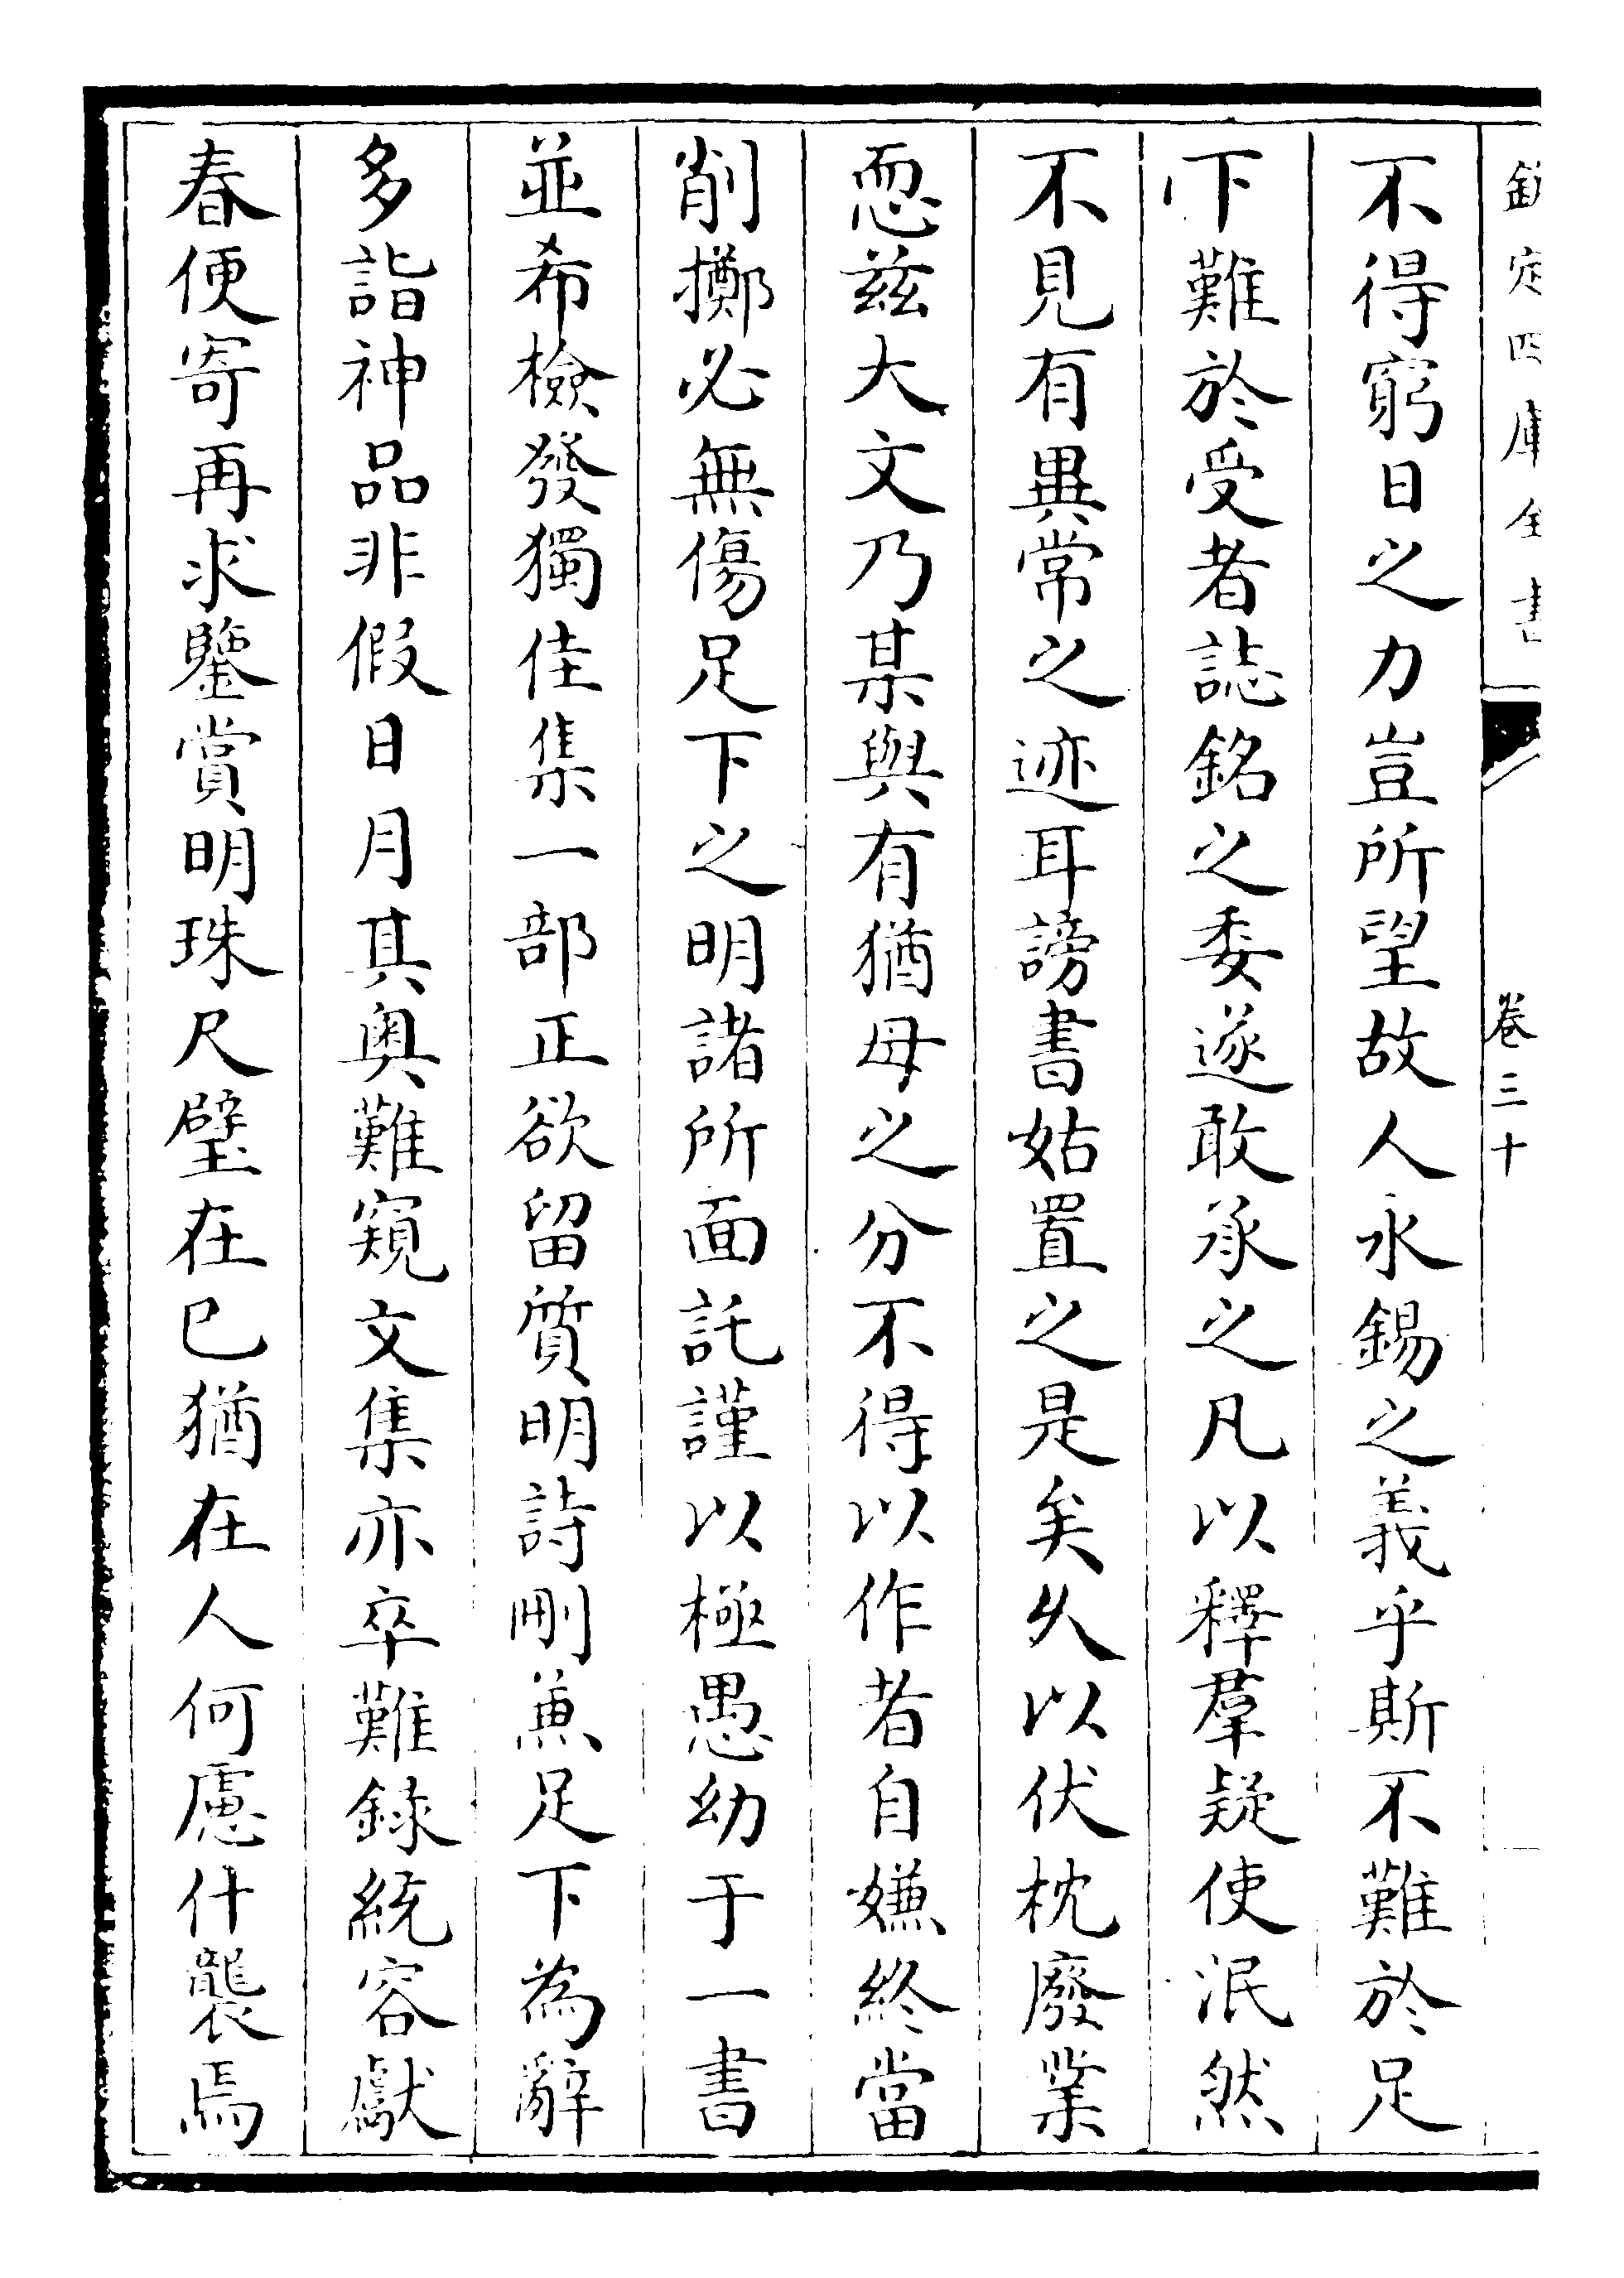 欽定四庫全書
卷三十
不得窮日之力豈所望故人永錫之義乎斯不難於足
下難於受者誌銘之委遂敢承之凡以釋羣疑使泯然
不見有異常之迹耳謗書姑置之是矣久以伏枕廢業
恧兹大文乃某與有猶母之分不得以作者自嫌終當
削擲必無傷足下之明諸所面託謹以極愚幼于一書
並希檢發獨佳集一部正欲留質明詩刪兼足下為辭
多詣神品非假日月其奥難窺文集亦卒難錄統容獻
春便寄再求鑒賞明珠尺璧在已猶在人何慮什襲焉